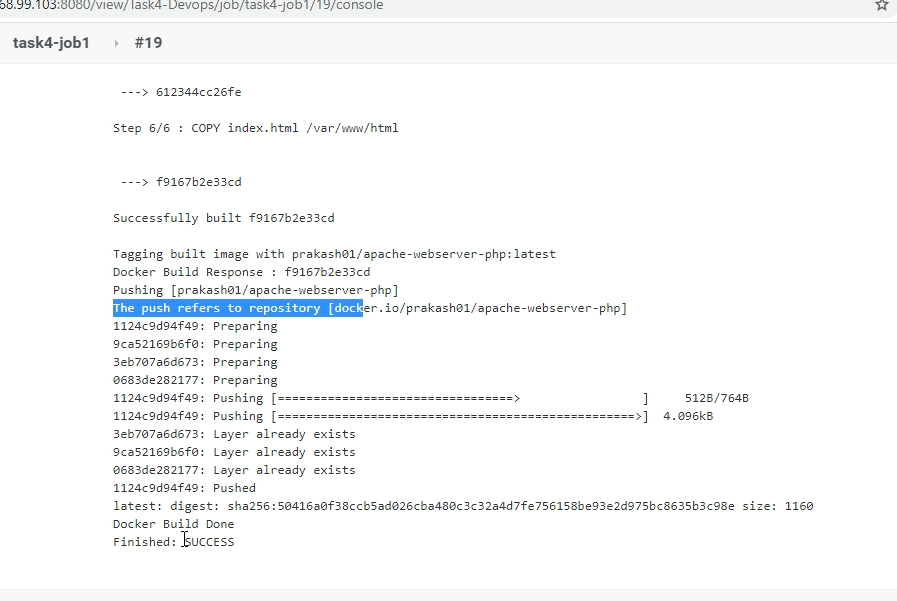 68.99.103:8080/view/Task4-Devops/job/task4-job1/19/console
task4-job1 › #19
---> 612344cc26fe
Step 6/6 : COPY index.html /var/www/html
---> f9167b2e33cd
Successfully built f9167b2e33cd
Tagging built image with prakash01/apache-webserver-php:latest
Docker Build Response : f9167b2e33cd
Pushing [prakash01/apache-webserver-php]
The push refers to repository [docker.io/prakash01/apache-webserver-php]
1124c9d94f49: Preparing
9ca52169b6f0: Preparing
3eb707a6d673: Preparing
0683de282177: Preparing
1124c9d94f49: Pushing [=================================>                 ]     512B/764B
1124c9d94f49: Pushing [==================================================>]  4.096kB
3eb707a6d673: Layer already exists
9ca52169b6f0: Layer already exists
0683de282177: Layer already exists
1124c9d94f49: Pushed
latest: digest: sha256:50416a0f38ccb5ad026cba480c3c32a4d7fe756158be93e2d975bc8635b3c98e size: 1160
Docker Build Done
Finished: SUCCESS